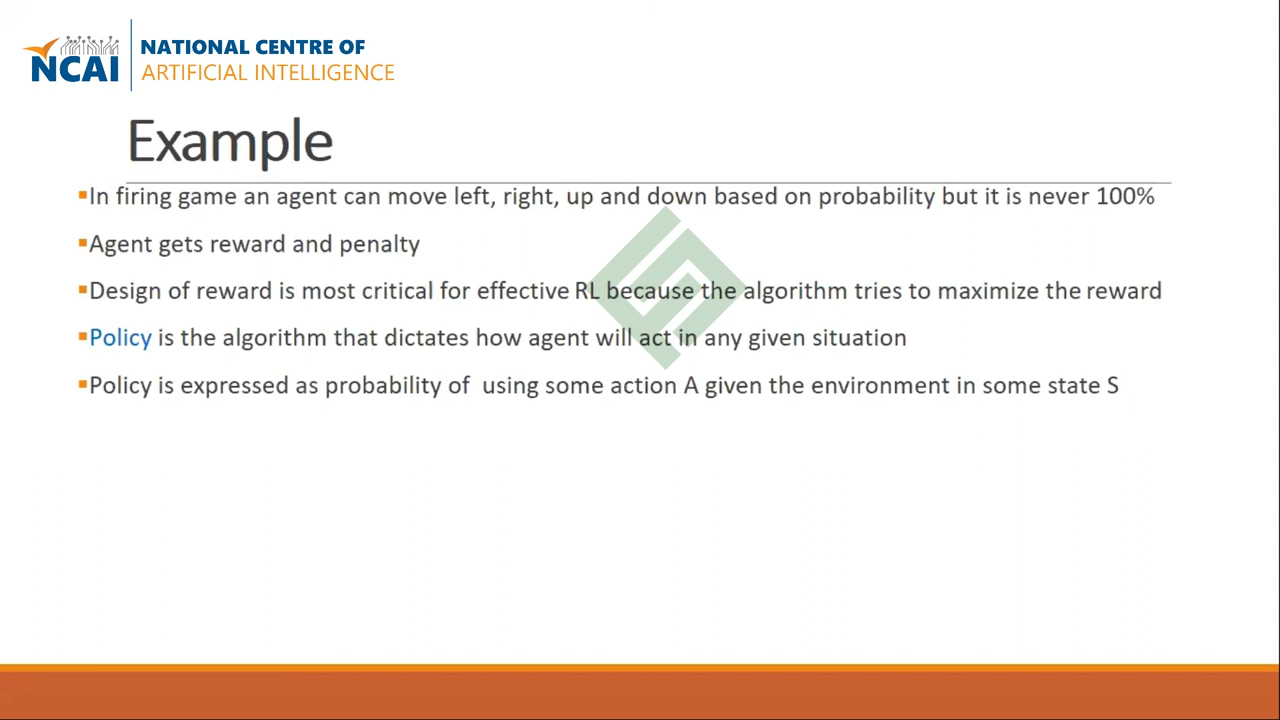 NCAI
NATIONAL CENTRE OF
ARTIFICIAL INTELLIGENCE
Example
▪In firing game an agent can move left, right, up and down based on probability but it is never 100%
▪Agent gets reward and penalty
▪Design of reward is most critical for effective RL because the algorithm tries to maximize the reward
▪Policy is the algorithm that dictates how agent will act in any given situation
▪Policy is expressed as probability of  using some action A given the environment in some state S